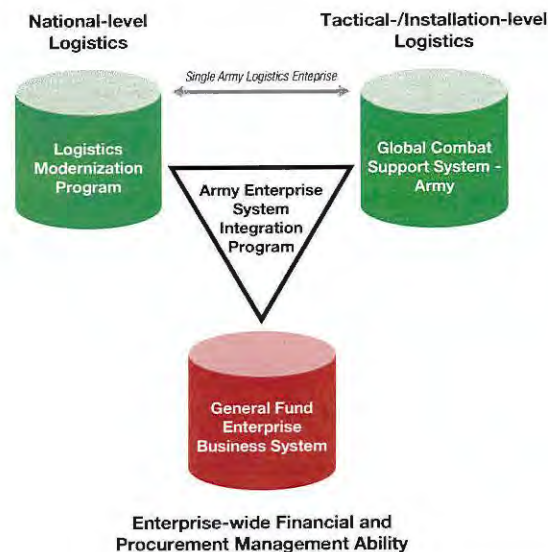 National-level
Logistics
Tactical-/Installation-level
Logistics
Single Army Logistics Enteprise
Logistics
Modernization
Program
Global Combat
Support System -
Army
Army Enterprise
System
Integration
Program
General Fund
Enterprise
Business System
Enterprise-wide Financial and
Procurement Management Ability